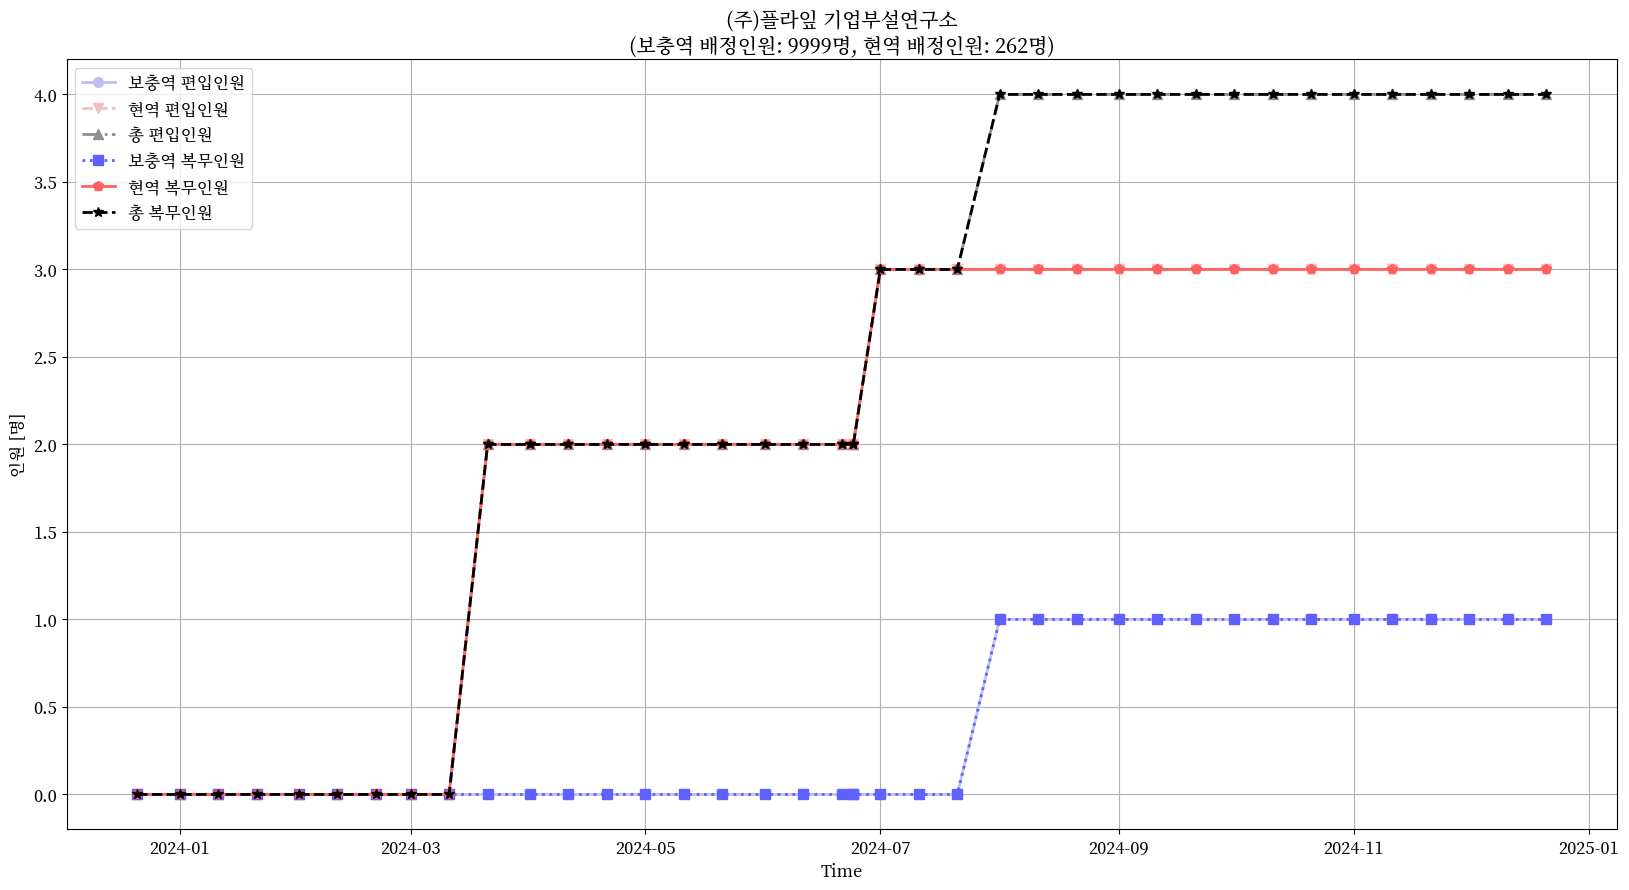 (주)플라잎 기업부설연구소
(보충역 배정인원: 9999명, 현역 배정인원: 262명)
보충역 편입인원
현역 편입인원
총 편입인원
보충역 복무인원
현역 복무인원
총 복무인원
인원 [명]
4.0
3.5
3.0
2.5
2.0
1.5
1.0
0.5
0.0
2024-01
2024-03
2024-05
2024-07
2024-09
2024-11
2025-01
Time